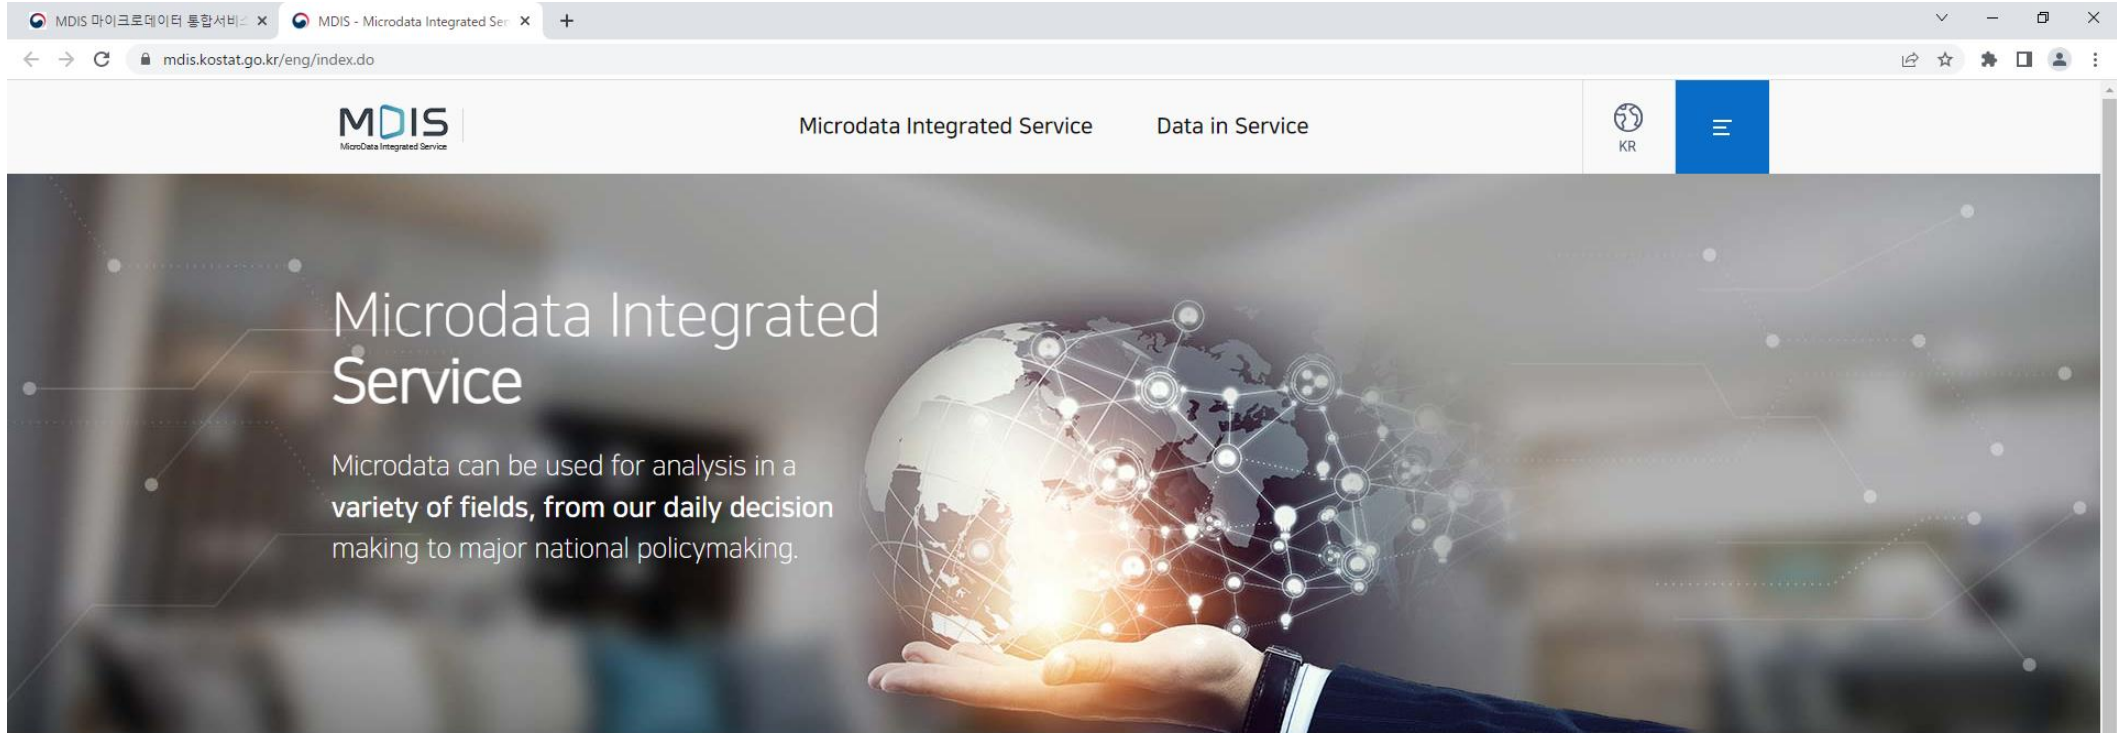 MDIS 마이크로데이터 통합서비스
MDIS - Microdata Integrated Ser
mdis.kostat.go.kr/eng/index.do
MDIS
MicroData Integrated Service
Microdata Integrated Service
Data in Service
KR
Microdata Integrated
Service
Microdata can be used for analysis in a
variety of fields, from our daily decision
making to major national policymaking.